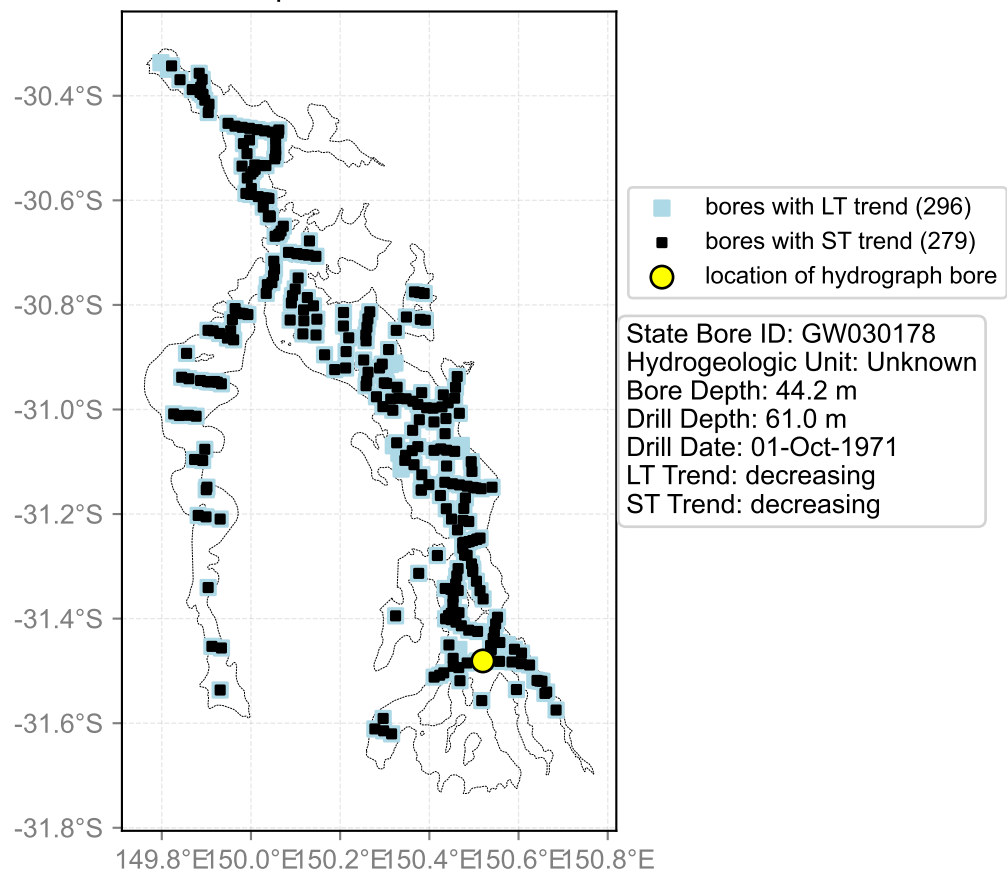 -30.4°S
-30.6°S
-30.8°S
-31.0°S
-31.2°S
-31.4°S
-31.6°S
-31.8°S
149.8°E150.0°E150.2°E150.4°E150.6°E150.8°E
bores with LT trend (296)
bores with ST trend (279)
location of hydrograph bore
State Bore ID: GW030178
Hydrogeologic Unit: Unknown
Bore Depth: 44.2 m
Drill Depth: 61.0 m
Drill Date: 01-Oct-1971
LT Trend: decreasing
ST Trend: decreasing